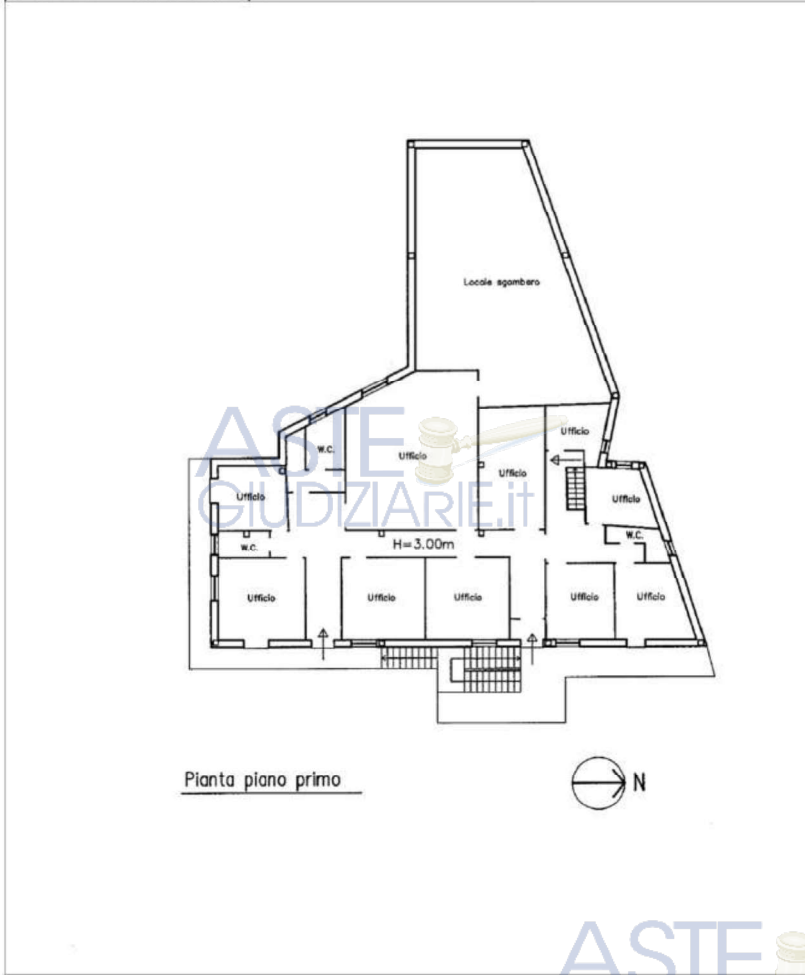 Locale sgombero
Ufficio
W.C.
Ufficio
Ufficio
Ufficio
Ufficio
W.C.
W.C.
H=3.00m
Ufficio
Ufficio
Ufficio
Ufficio
Ufficio
ASTE
GIUDIZIARIE.it
Pianta piano primo
N
ASTE